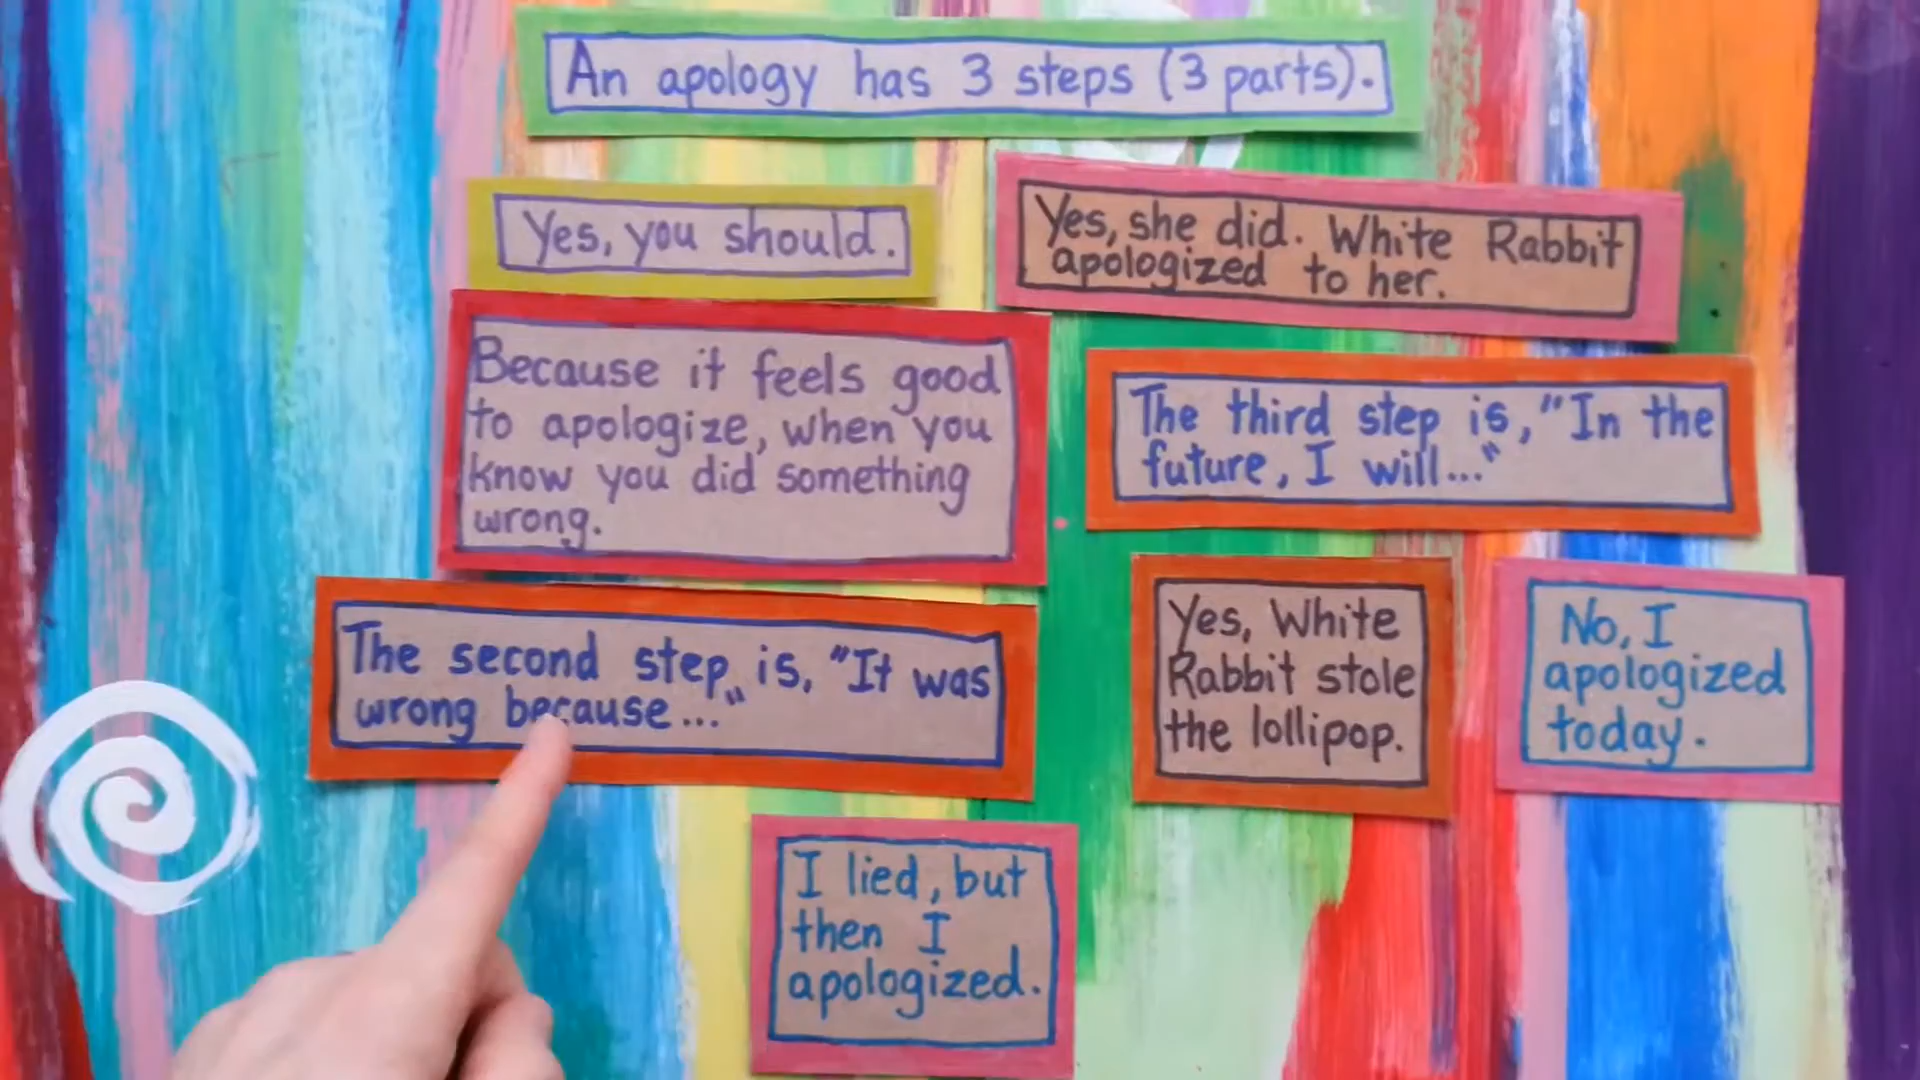 An apology has 3 steps (3 parts).
Yes, you should.
Yes, she did. White Rabbit
apologized to her.
Because it feels good
to apologize, when you
know you did something
wrong.
The third step is, "In the
future, I will..."
The second step is, "It was
wrong because..."
Yes, White
Rabbit stole
the lollipop.
No, I
apologized
today.
I lied, but
then I
apologized.